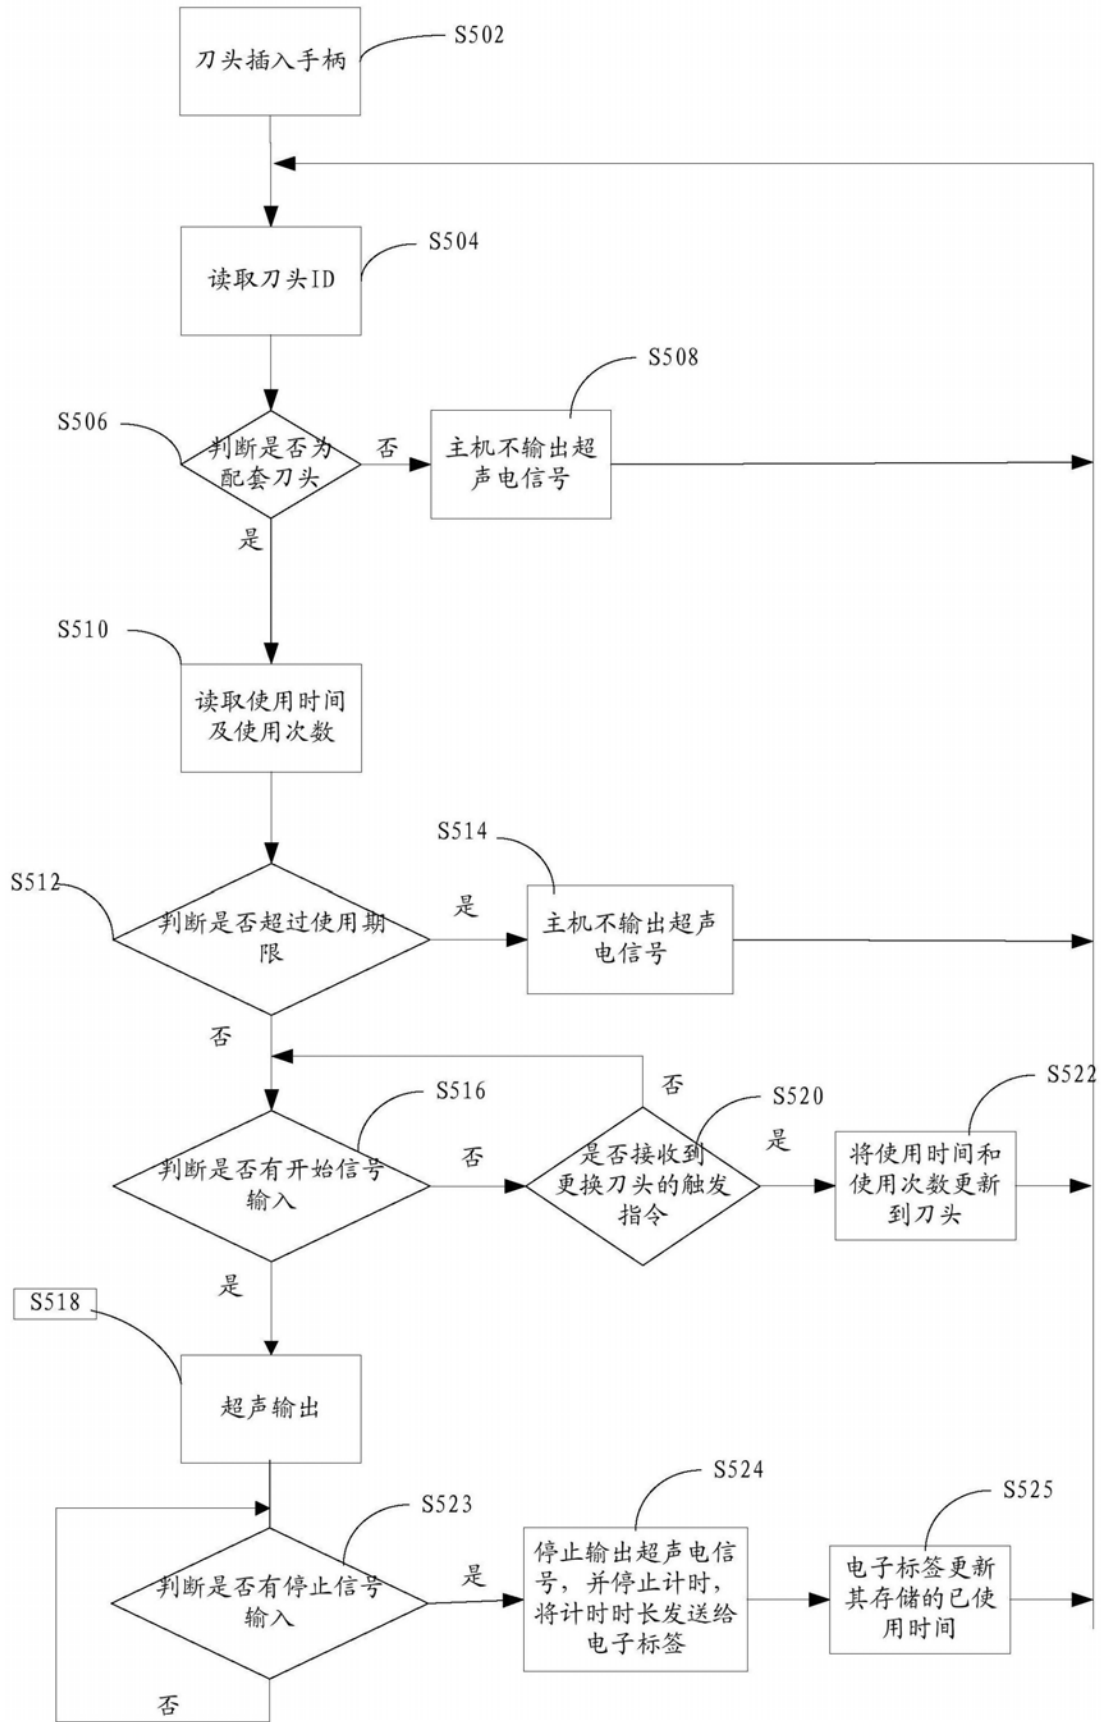 刀头插入手柄
S502
S504
读取刀头ID
S508
S506
判断是否为
配套刀头
否
主机不输出超
声电信号
是
S510
读取使用时间
及使用次数
S514
S512
判断是否超过使用期
限
是
主机不输出超声
电信号
否
S516
否
S520
S522
判断是否有开始信号
输入
否
是否接收到
更换刀头的触发
指令
是
将使用时间和
使用次数更新
到刀头
是
S518
超声输出
S523
S524
S525
判断是否有停止信号
输入
是
停止输出超声电信
号，并停止计时，
将计时时长发送给
电子标签
电子标签更新
其存储的已使
用时间
否